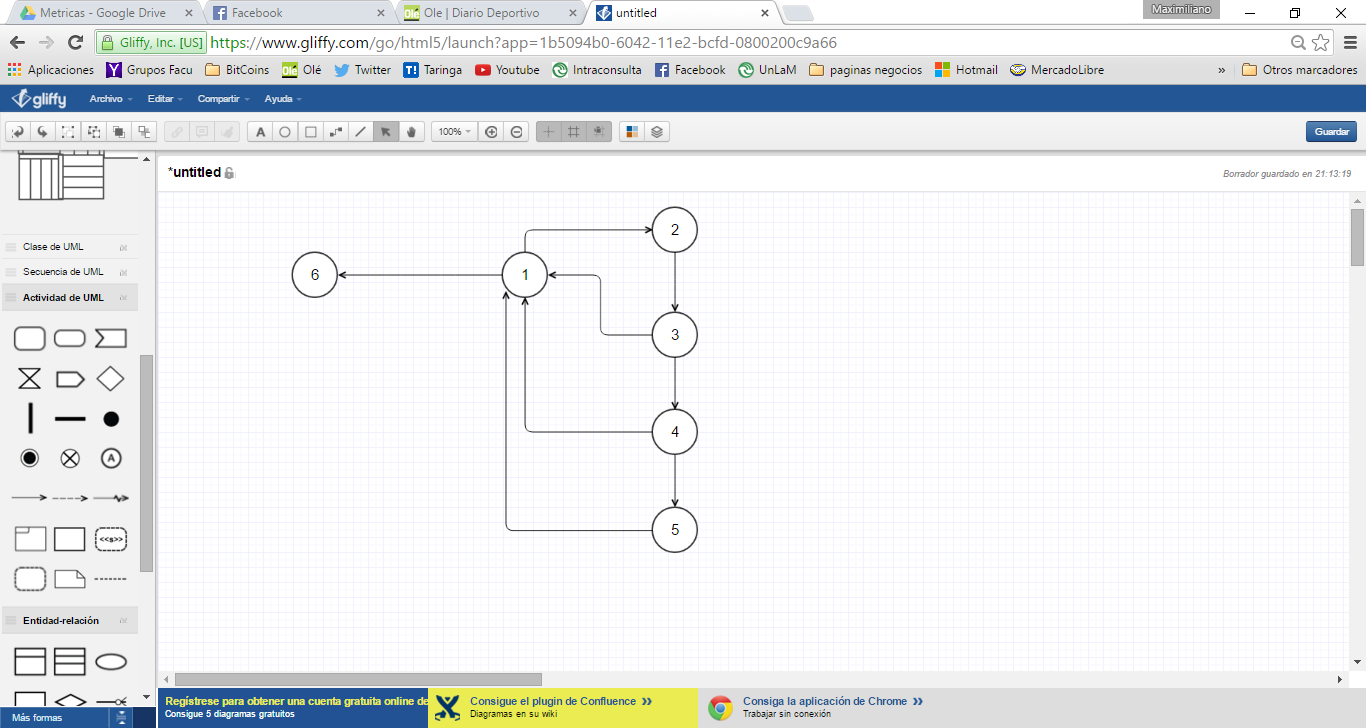 Metricas - Google Drive
Facebook
Olé Ole | Diario Deportivo
untitled
Maximiliano
Gliffy, Inc. [US] https://www.gliffy.com/go/html5/launch?app=1b5094b0-6042-11e2-bcfd-0800200c9a66
Aplicaciones Grupos Facu BitCoins Olé Olé Twitter T! Taringa Youtube Intraconsulta Facebook UnLaM paginas negocios Hotmail MercadoLibre » Otros marcadores
gliffy Archivo Editar Compartir Ayuda
A 100% Guardar
*untitled Borrador guardado en 21:13:19
Clase de UML
Secuencia de UML
Actividad de UML
A
<<s>>
Entidad-relación
Más formas
2
6
1
3
4
5
Regístrese para obtener una cuenta gratuita online de
Consigue 5 diagramas gratuitos
Consigue el plugin de Confluence »
Diagramas en su wiki
Consiga la aplicación de Chrome »
Trabajar sin conexión